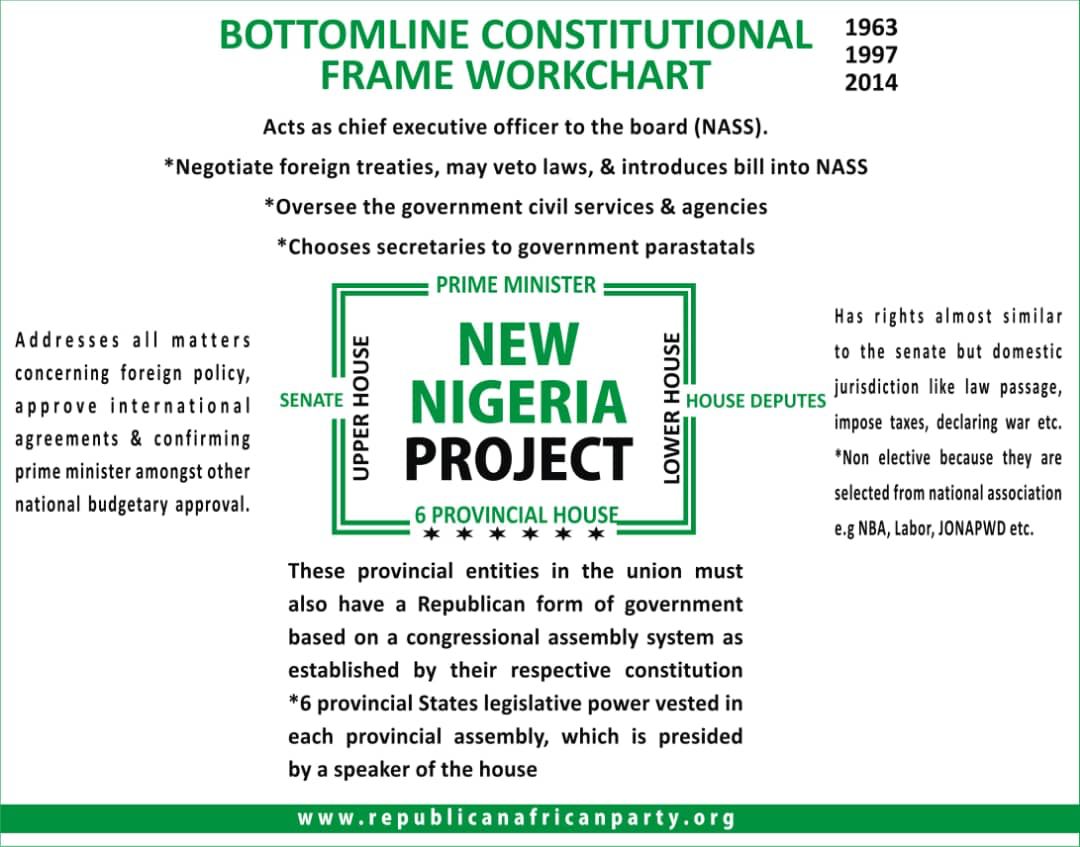 BOTTOMLINE CONSTITUTIONAL
FRAME WORKCHART
1963
1997
2014
Acts as chief executive officer to the board (NASS).
*Negotiate foreign treaties, may veto laws, & introduces bill into NASS
*Oversee the government civil services & agencies
*Chooses secretaries to government parastatals
PRIME MINISTER
Addresses all matters
concerning foreign policy,
approve international
agreements & confirming
prime minister amongst other
national budgetary approval.
SENATE
UPPER HOUSE
NEW
NIGERIA
PROJECT
LOWER HOUSE
HOUSE DEPUTES
Has rights almost similar
to the senate but domestic
jurisdiction like law passage,
impose taxes, declaring war etc.
*Non elective because they are
selected from national association
e.g NBA, Labor, JONAPWD etc.
6 PROVINCIAL HOUSE
These provincial entities in the union must
also have a Republican form of government
based on a congressional assembly system as
established by their respective constitution
*6 provincial States legislative power vested in
each provincial assembly, which is presided
by a speaker of the house
www.republicanafricanparty.org